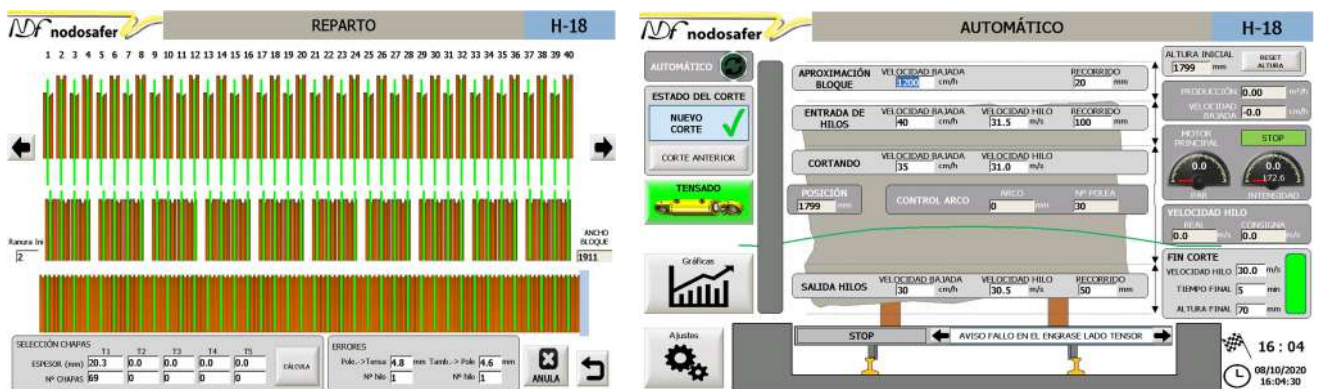 NDF nodosafer
REPARTO
H-18
1 2 3 4 5 6 7 8 9 10 11 12 13 14 15 16 17 18 19 20 21 22 23 24 25 26 27 28 29 30 31 32 33 34 35 36 37 38 39 40
Ranura Ini
2
ANCHO
BLOQUE
1911
SELECCIÓN CHAPAS
T1 T2 T3 T4 T5
ESPESOR (mm) 20.3 0.0 0.0 0.0 0.0
Nº CHAPAS 69 0 0 0 0
CALCULA
ERRORES
Pole.->Tensa 4.8 mm Tamb.-> Pole 4.6 mm
Nº hilo 1 Nº hilo 1
ANULA
NDF nodosafer
AUTOMÁTICO
H-18
AUTOMÁTICO
ESTADO DEL CORTE
NUEVO
CORTE
CORTE ANTERIOR
TENSADO
Gráficas
Ajustes
APROXIMACIÓN
BLOQUE
VELOCIDAD BAJADA
1200 cm/h
RECORRIDO
20 mm
ENTRADA DE
HILOS
VELOCIDAD BAJADA
40 cm/h
VELOCIDAD HILO
31.5 m/s
RECORRIDO
100 mm
CORTANDO
VELOCIDAD BAJADA
35 cm/h
VELOCIDAD HILO
31.0 m/s
POSICIÓN
1799 mm
CONTROL ARCO
ARCO
0 mm
Nº POLEA
30
SALIDA HILOS
VELOCIDAD BAJADA
30 cm/h
VELOCIDAD HILO
30.5 m/s
RECORRIDO
50 mm
STOP
AVISO FALLO EN EL ENGRASE LADO TENSOR
ALTURA INICIAL
1799 mm
RESET
ALTURA
PRODUCCIÓN 0.00 m²/h
VELOCIDAD
BAJADA -0.0 cm/h
MOTOR
PRINCIPAL
STOP
0.0
PAR
0.0
172.6
INTENSIDAD
VELOCIDAD HILO
REAL
0.0 m/s
CONSIGNA
0.0 m/s
FIN CORTE
VELOCIDAD HILO 30.0 m/s
TIEMPO FINAL 5 min
ALTURA FINAL 70 mm
16 : 04
08/10/2020
16:04:30